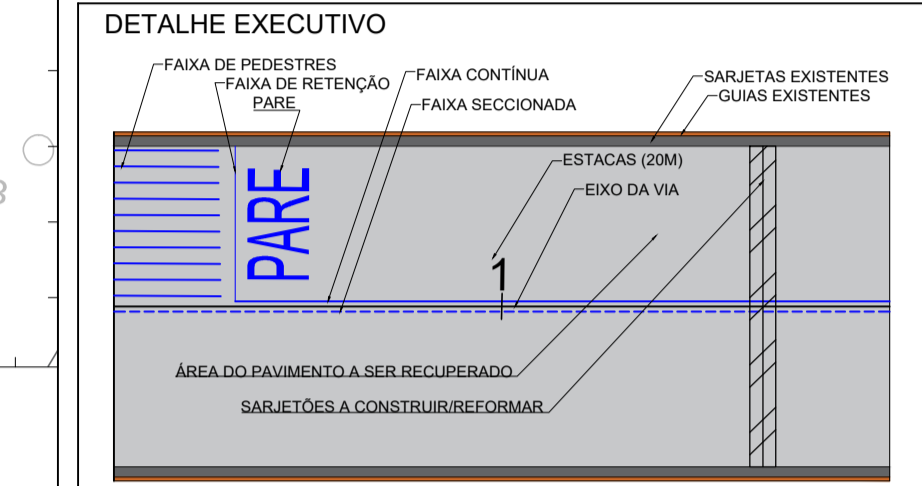 DETALHE EXECUTIVO
FAIXA DE PEDESTRES
FAIXA DE RETENÇÃO
PARE
FAIXA CONTÍNUA
FAIXA SECCIONADA
SARJETAS EXISTENTES
GUIAS EXISTENTES
ESTACAS (20M)
EIXO DA VIA
PARE
1
ÁREA DO PAVIMENTO A SER RECUPERADO
SARJETÕES A CONSTRUIR/REFORMAR